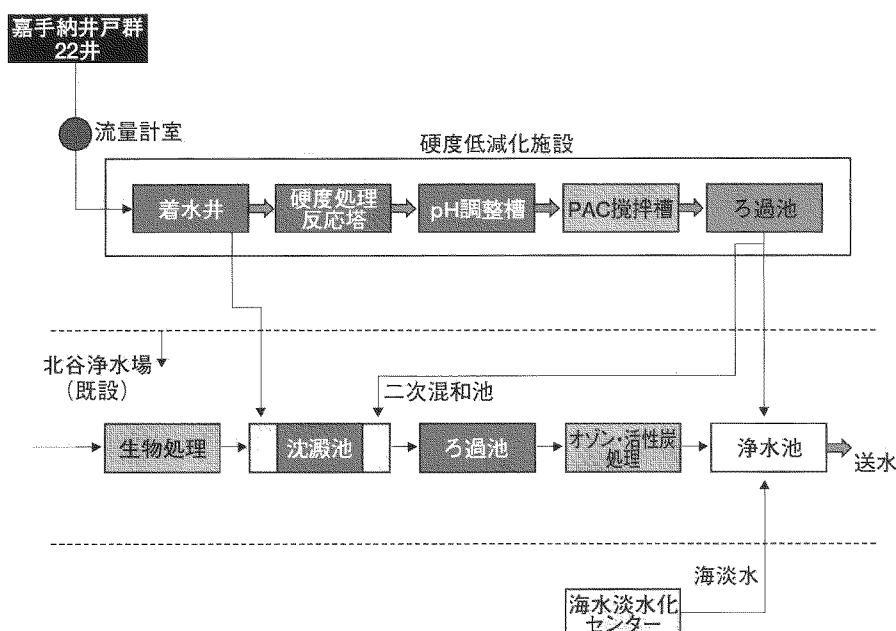 嘉手納井戸群
22井
流量計室
硬度低減化施設
着水井
硬度処理
反応塔
pH調整槽
PAC攪拌槽
ろ過池
北谷浄水場
（既設）
二次混和池
生物処理
沈澱池
ろ過池
オゾン・活性炭
処理
浄水池
送水
海淡水
海水淡水化
センター